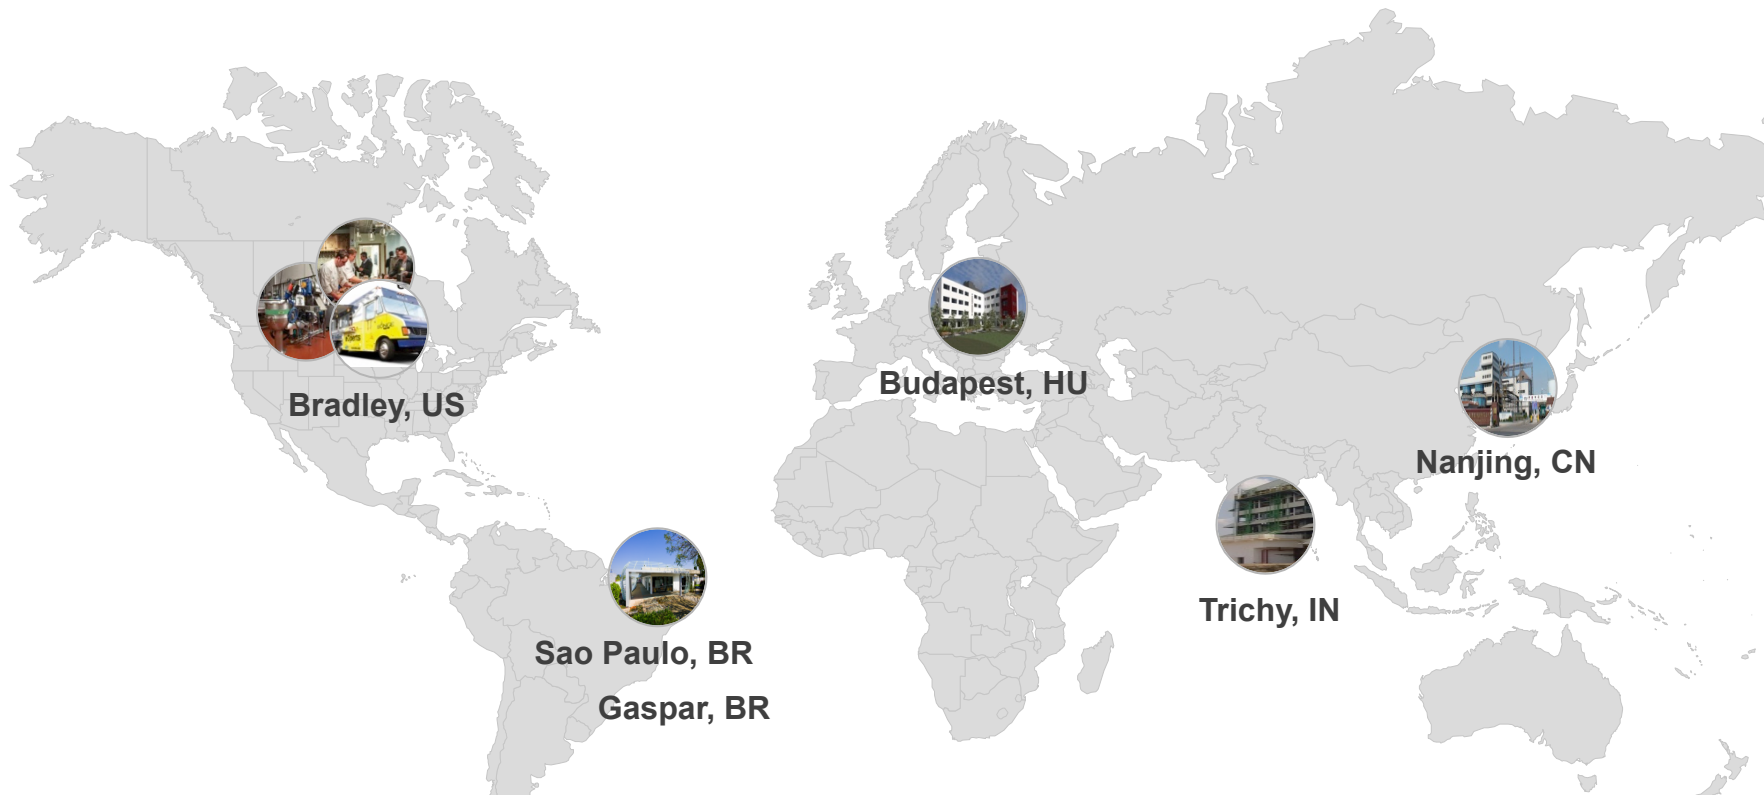 Budapest, HU
Bradley, US
Nanjing, CN
Trichy, IN
Sao Paulo, BR
Gaspar, BR